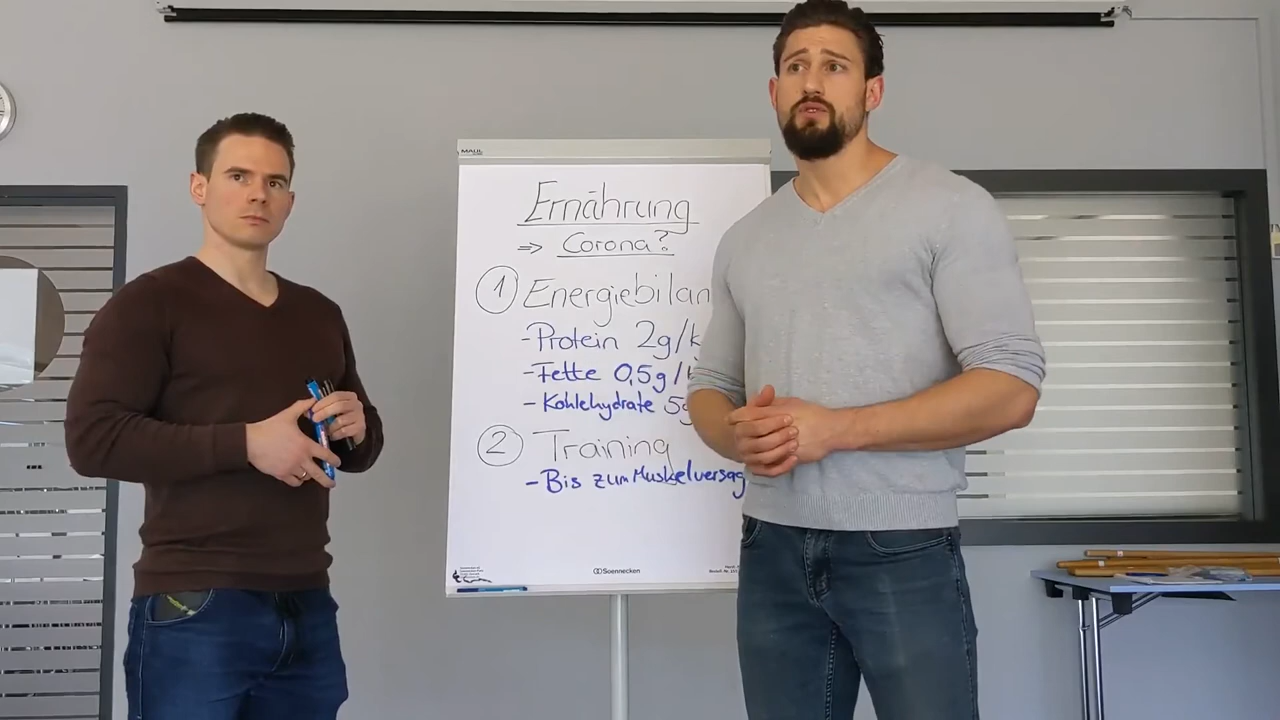 MAUL
Ernährung
⇒ Corona?
① Energiebilan
- Protein 2g/k
- Fette 0,5g/k
- Kohlehydrate 5g
② Training
- Bis zum Muskelversag
Soennecken